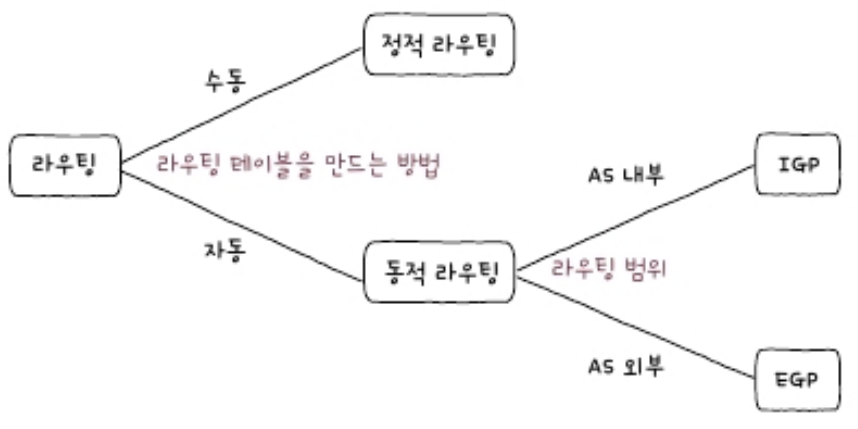 정적 라우팅
수동
라우팅
라우팅 테이블을 만드는 방법
AS 내부
IGP
자동
동적 라우팅
라우팅 범위
AS 외부
EGP